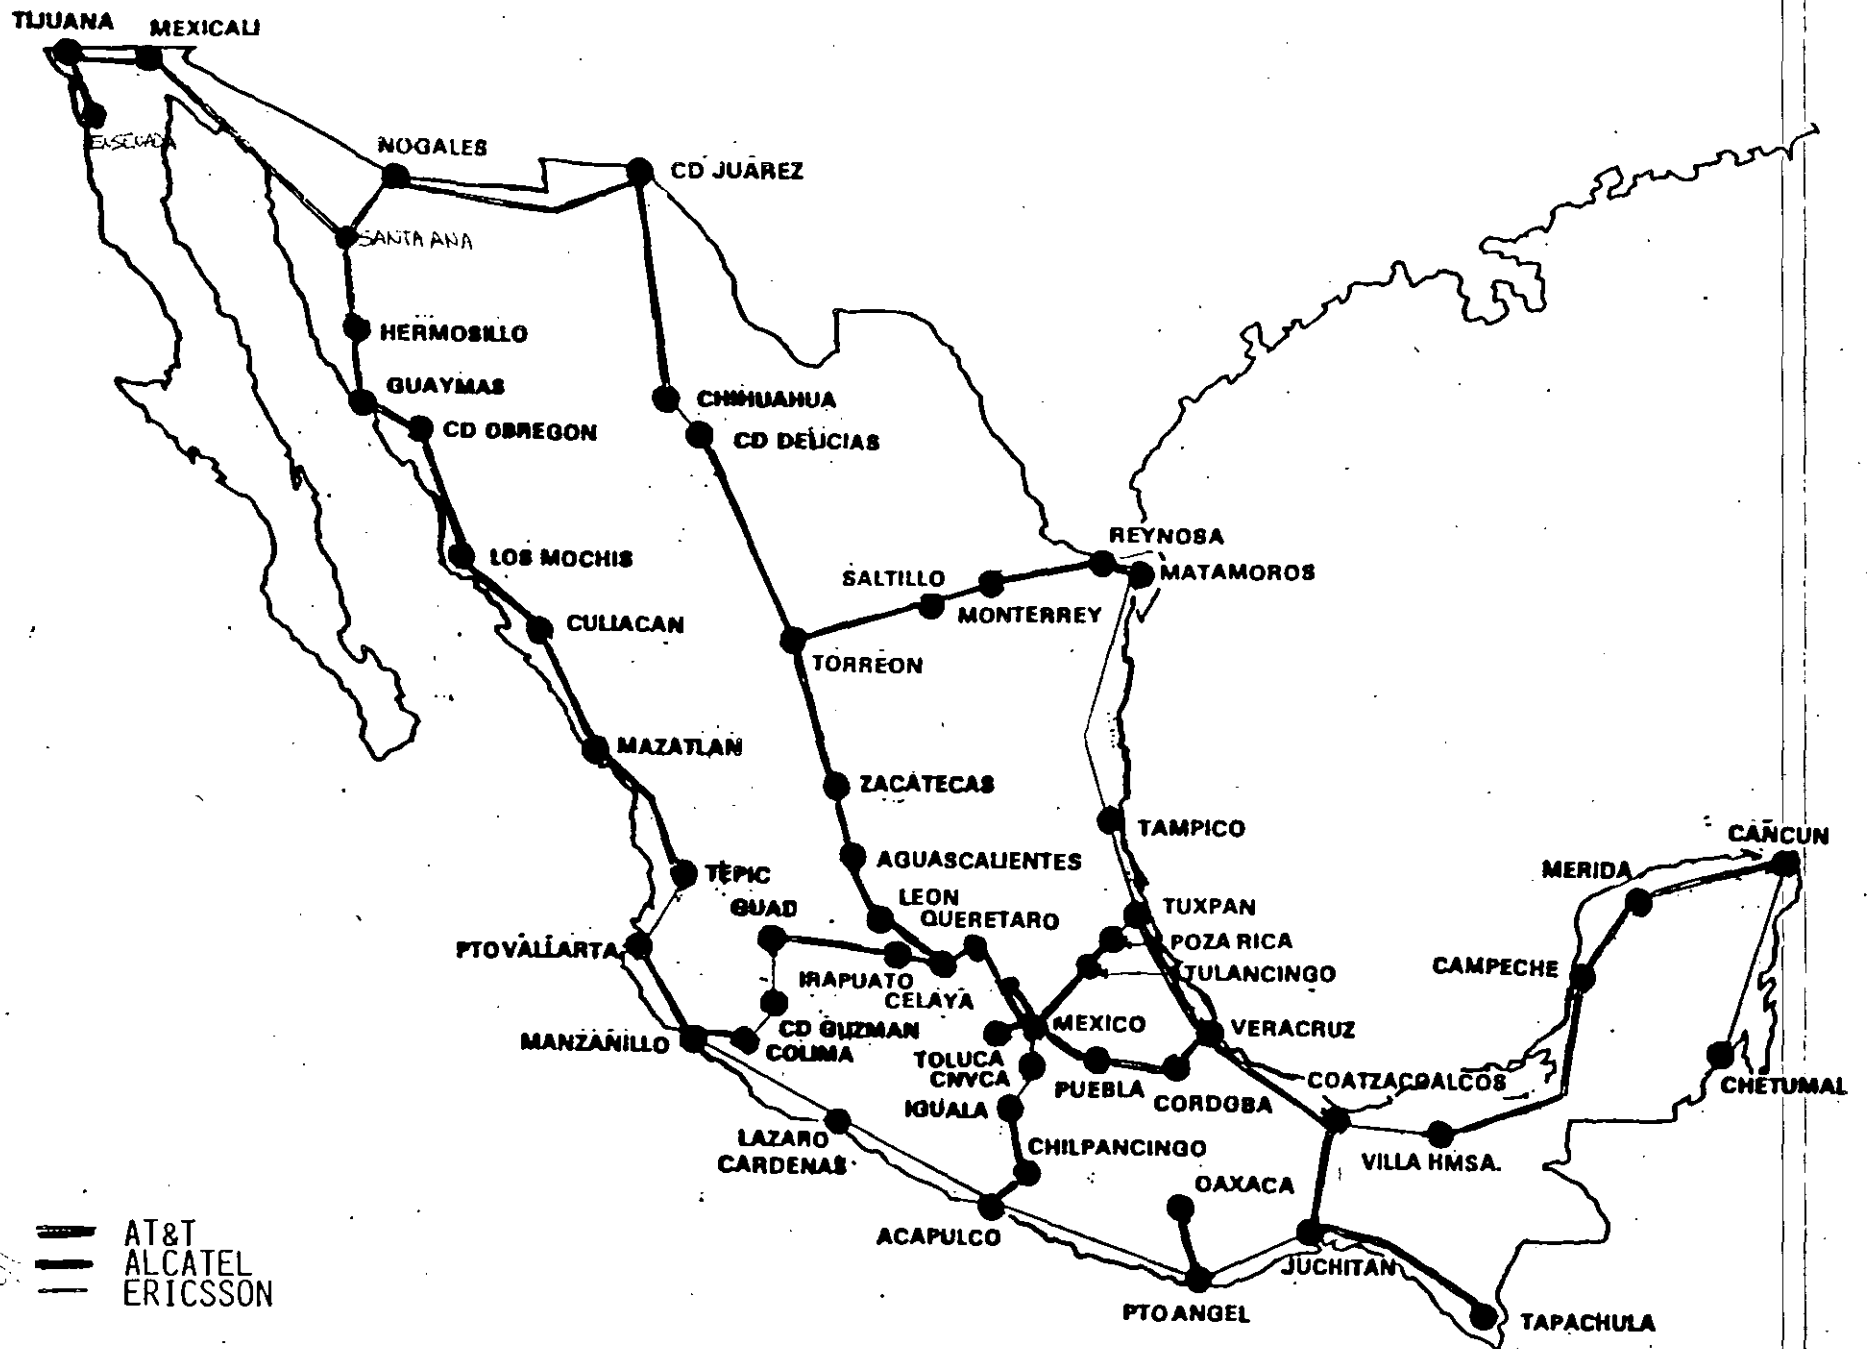 TIJUANA
MEXICALI
ENSENADA
NOGALES
CD JUAREZ
SANTA ANA
HERMOSILLO
GUAYMAS
CD OBREGON
CHIHUAHUA
CD DELICIAS
LOS MOCHIS
REYNOSA
SALTILLO
MATAMOROS
MONTERREY
CULIACAN
TORREON
MAZATLAN
ZACATECAS
TAMPICO
CANCUN
AGUASCALIENTES
MERIDA
TEPIC
LEON
GUAD
QUERETARO
TUXPAN
PTO VALLARTA
POZA RICA
IRAPUATO
TULANCINGO
CAMPECHE
CELAYA
CD GUZMAN
MEXICO
VERACRUZ
MANZANILLO
COLIMA
TOLUCA
CNVCA
PUEBLA
COATZACOALCOS
CHETUMAL
IGUALA
CORDOBA
LAZARO
CARDENAS
CHILPANCINGO
VILLA HMSA.
OAXACA
ACAPULCO
JUCHITAN
PTO ANGEL
TAPACHULA
AT&T
ALCATEL
ERICSSON